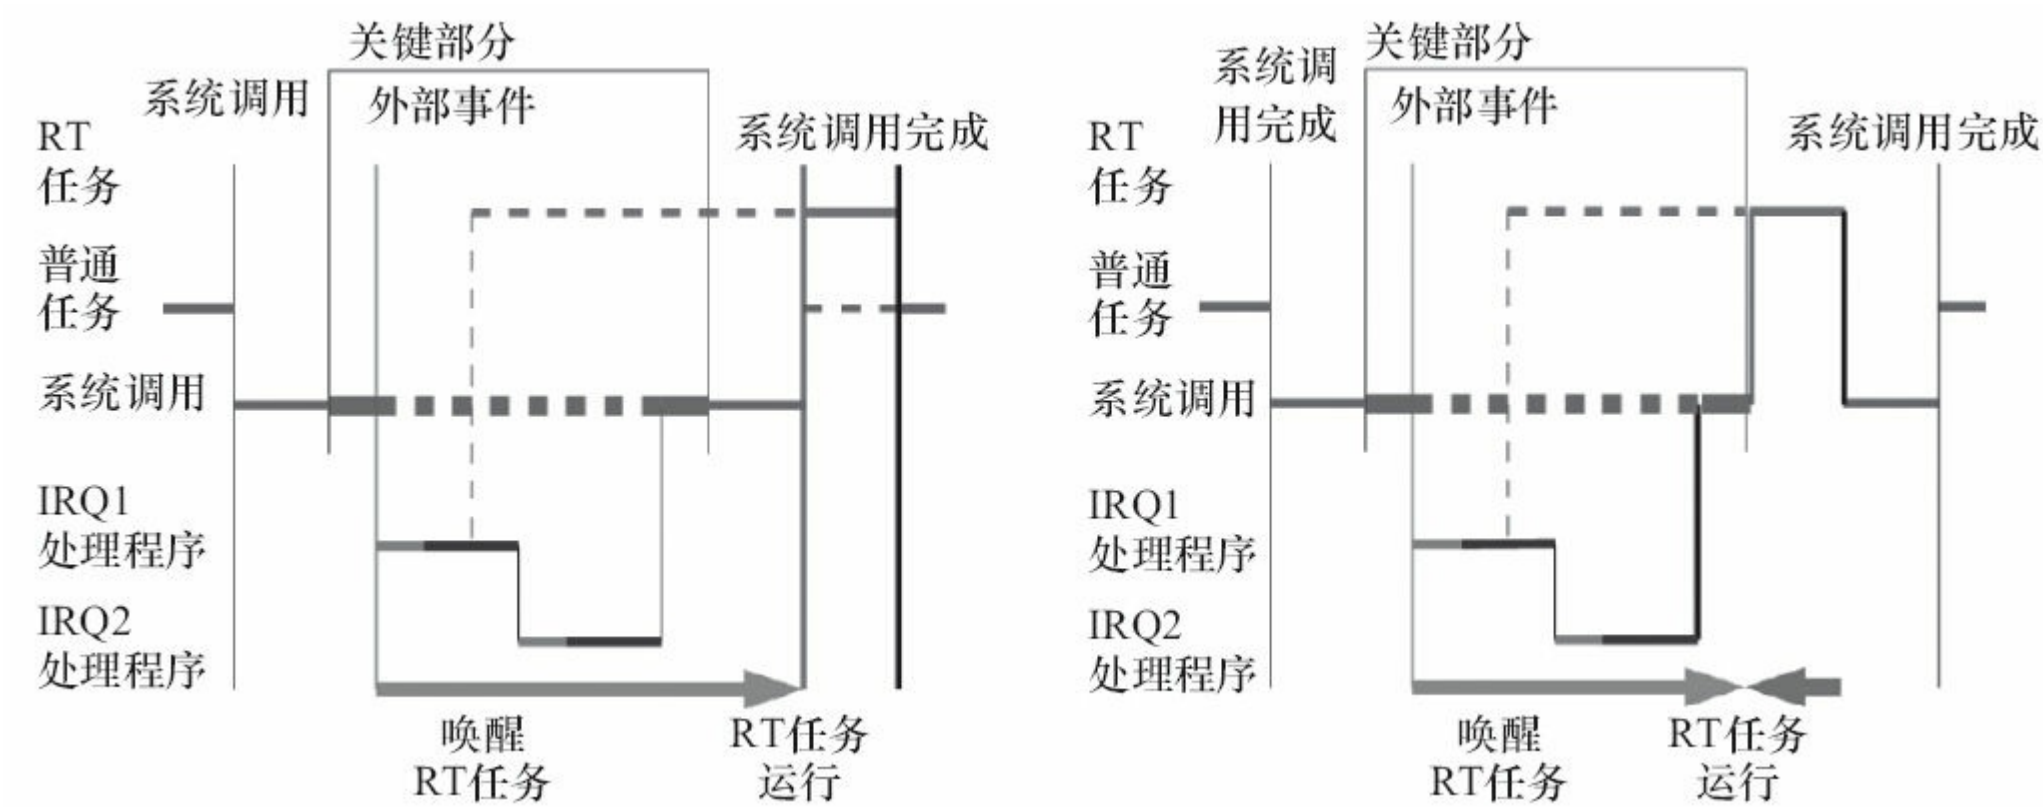 关键部分
系统调用
外部事件
系统调用完成
RT
任务
普通
任务
系统调用
IRQ1
处理程序
IRQ2
处理程序
唤醒
RT任务
RT任务
运行
关键部分
系统调
用完成
外部事件
系统调用完成
RT
任务
普通
任务
系统调用
IRQ1
处理程序
IRQ2
处理程序
唤醒
RT任务
RT任务
运行